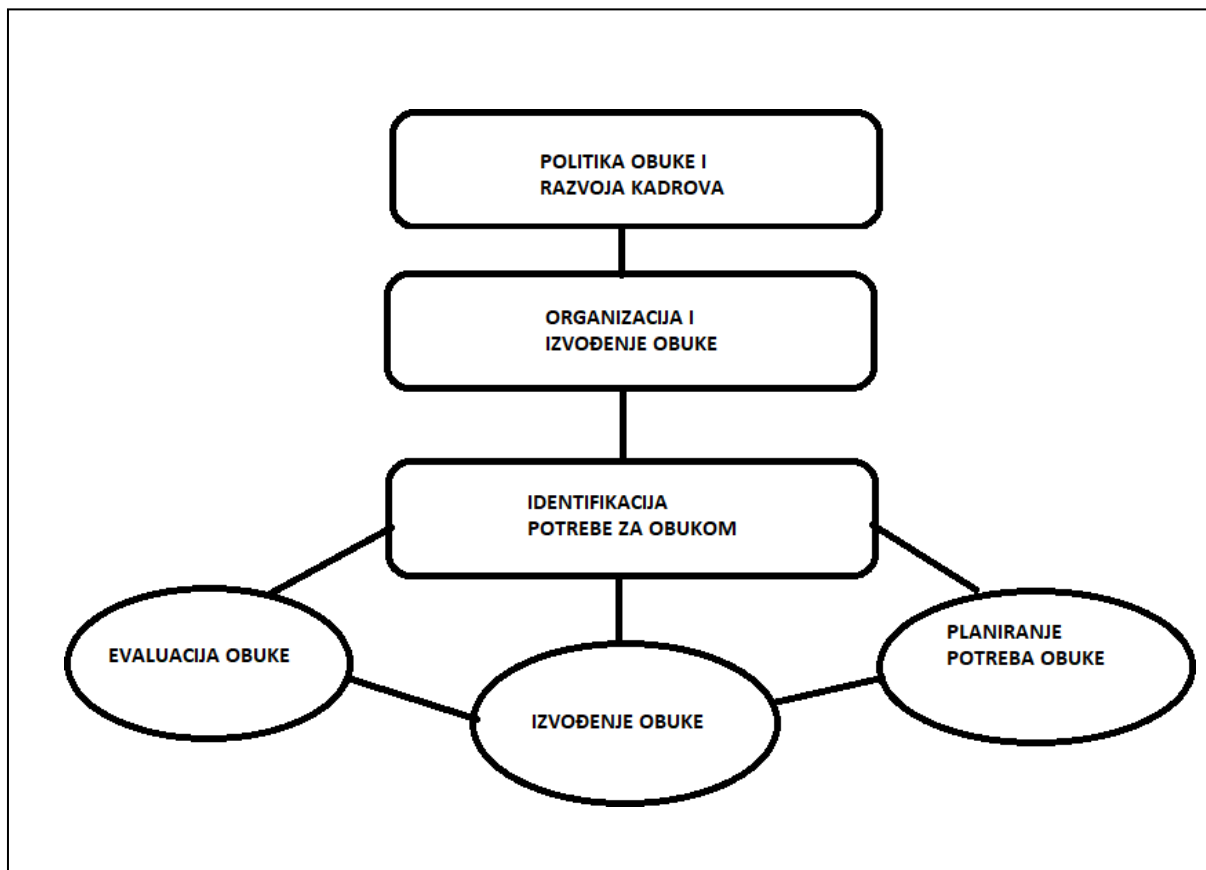 POLITIKA OBUKE I
RAZVOJA KADROVA
ORGANIZACIJA I
IZVOĐENJE OBUKE
IDENTIFIKACIJA
POTREBE ZA OBUKOM
EVALUACIJA OBUKE
IZVOĐENJE OBUKE
PLANIRANJE
POTREBA OBUKE